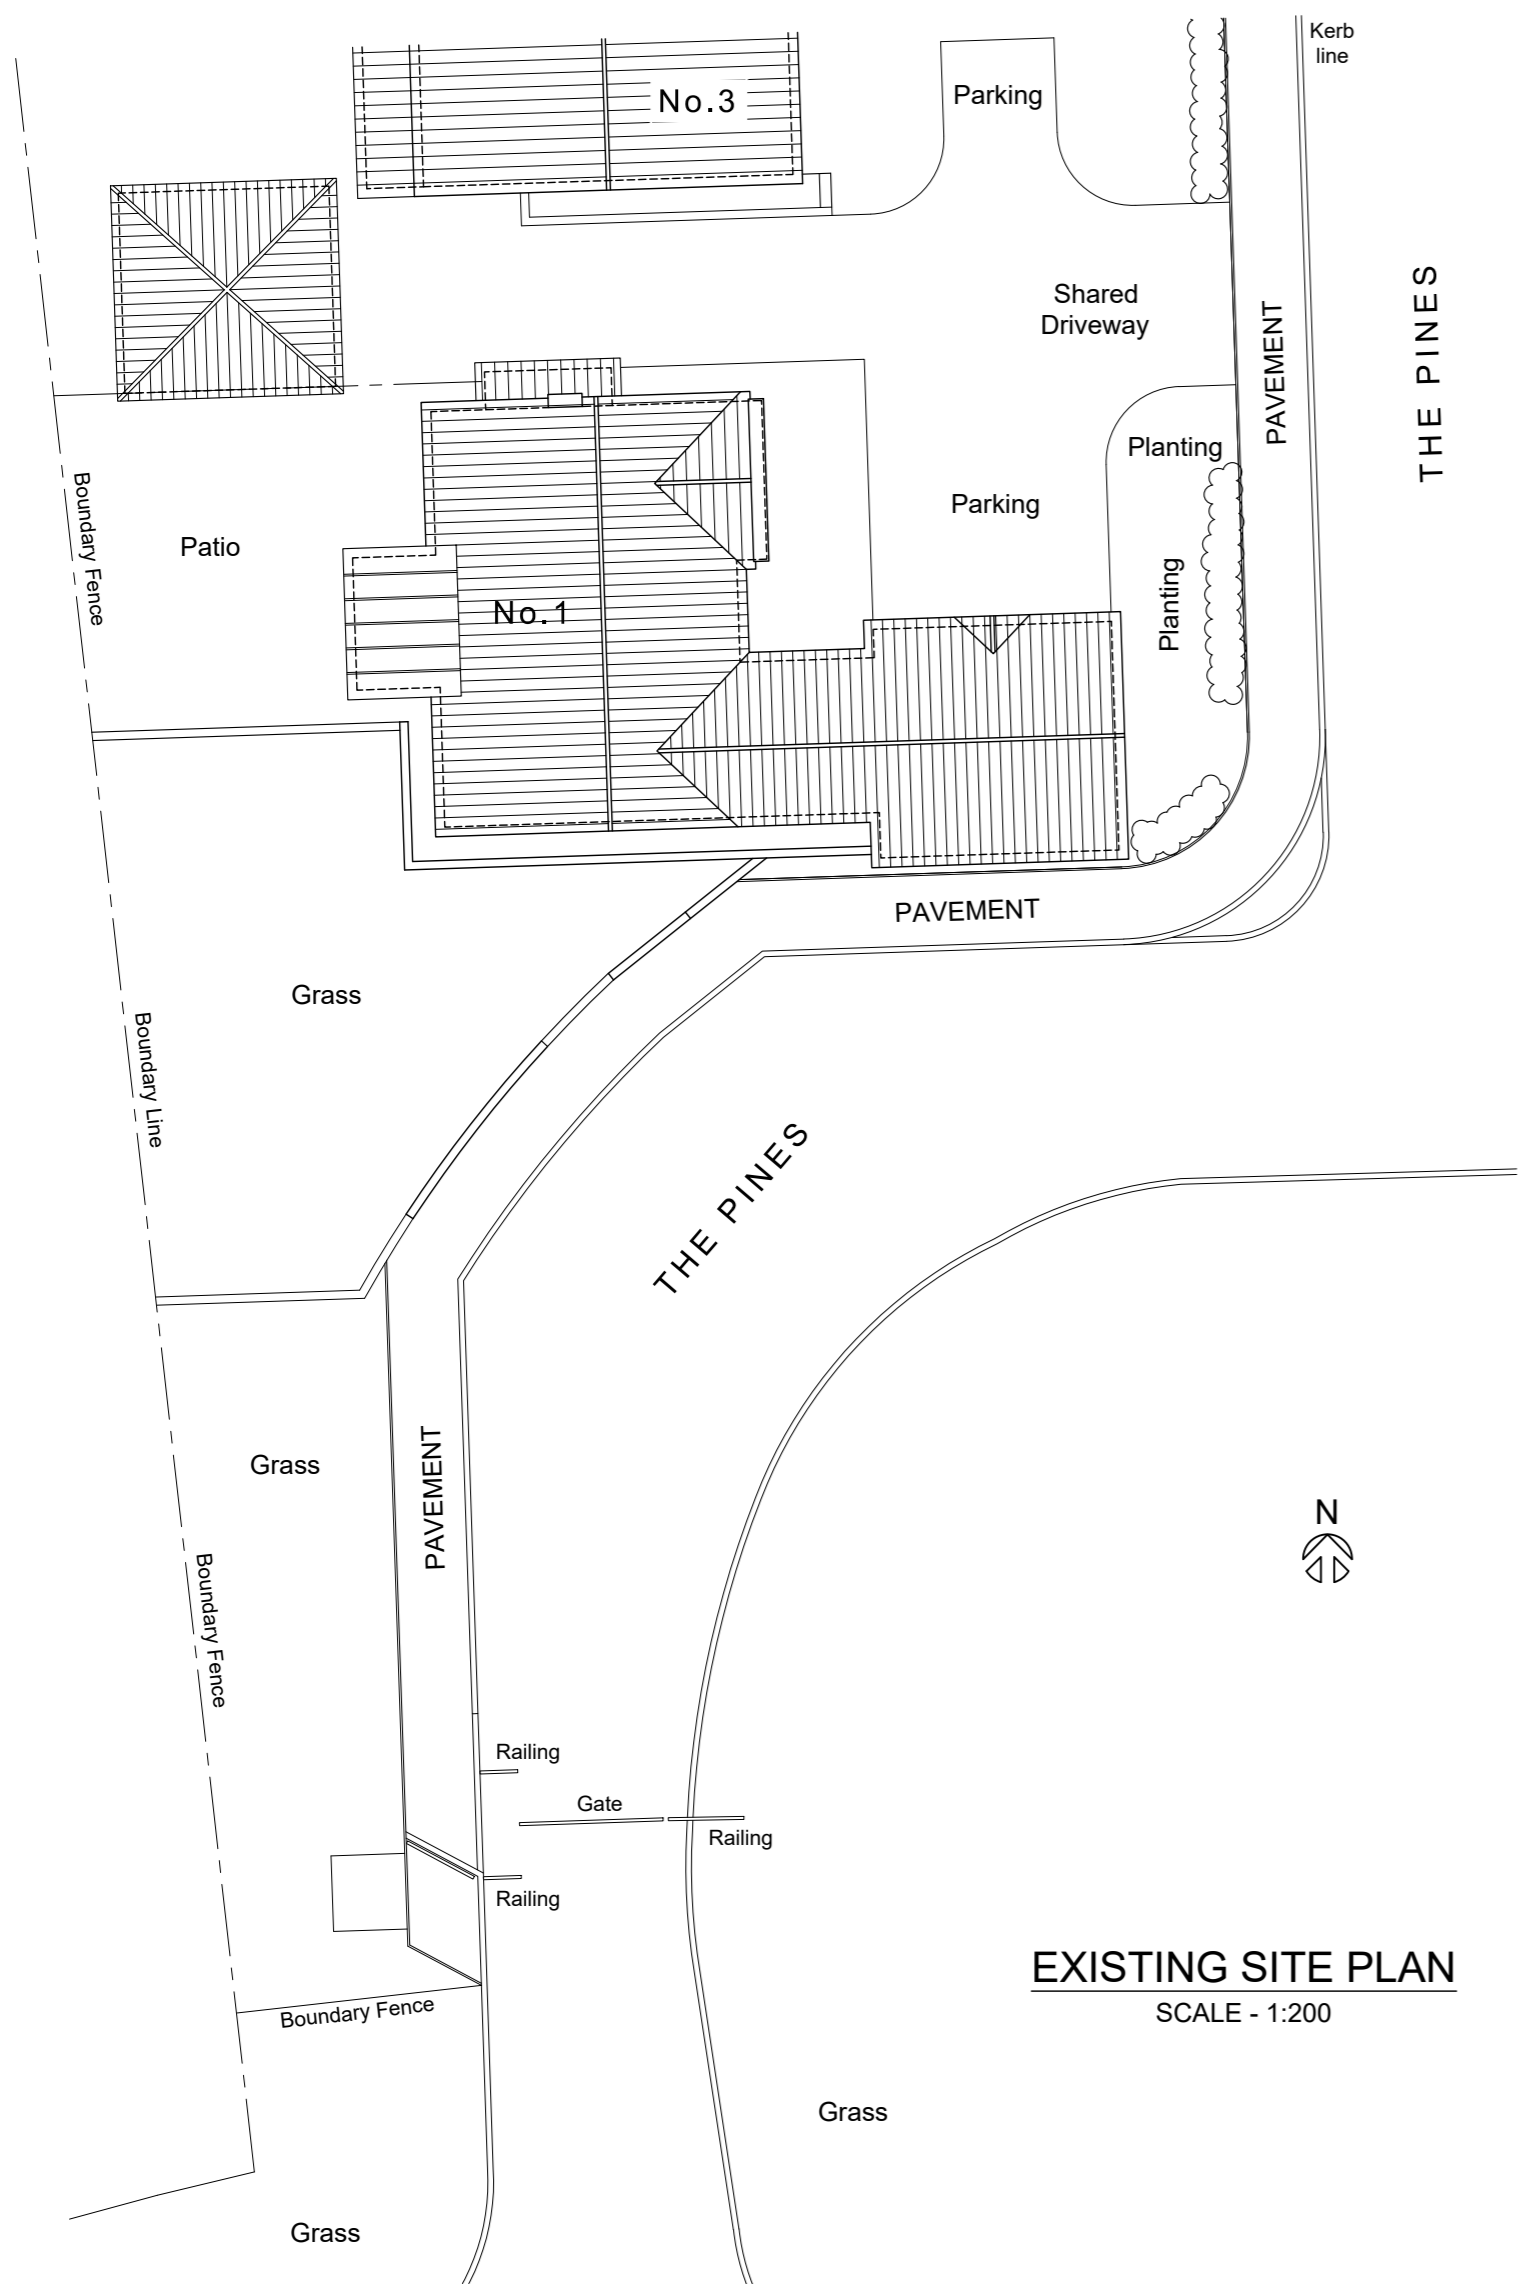 Kerb
line
No.3
Parking
Shared
Driveway
PAVEMENT
THE PINES
Planting
Parking
Boundary Fence
Patio
Planting
No.1
PAVEMENT
Grass
Boundary Line
THE PINES
Grass
PAVEMENT
N
Boundary Fence
Railing
Gate
Railing
Railing
EXISTING SITE PLAN
SCALE - 1:200
Boundary Fence
Grass
Grass